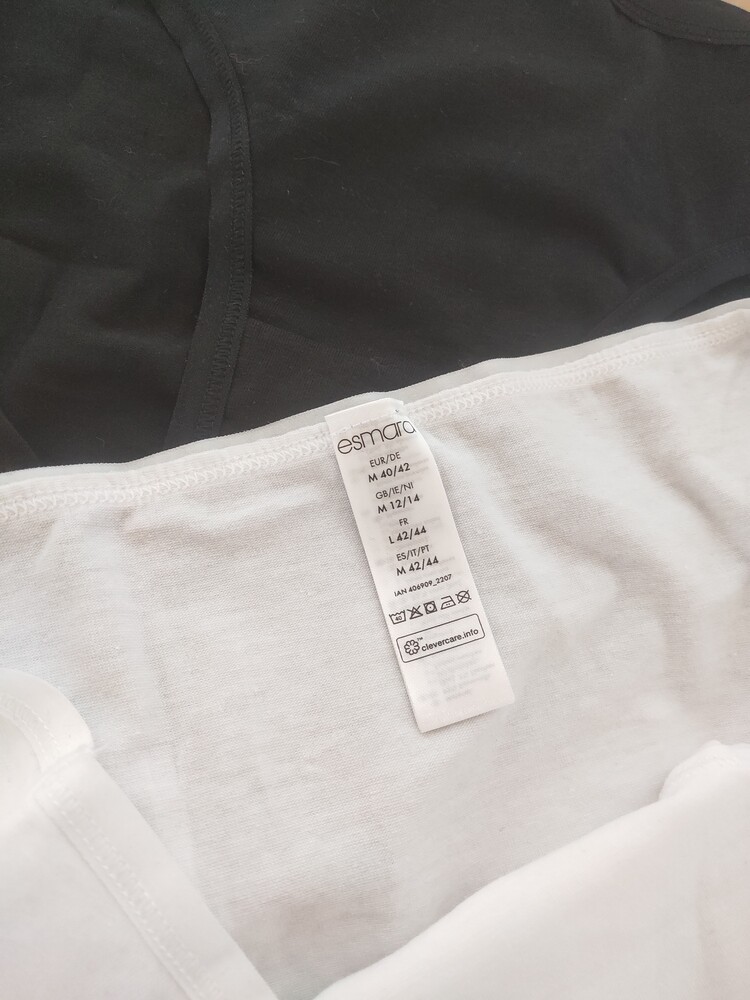 esmara
EUR/DE
M 40/42
GB/IE/NI
M 12/14
FR
L 42/44
ES/IT/PT
M 42/44
IAN 406909_2207
40
clevercare.info